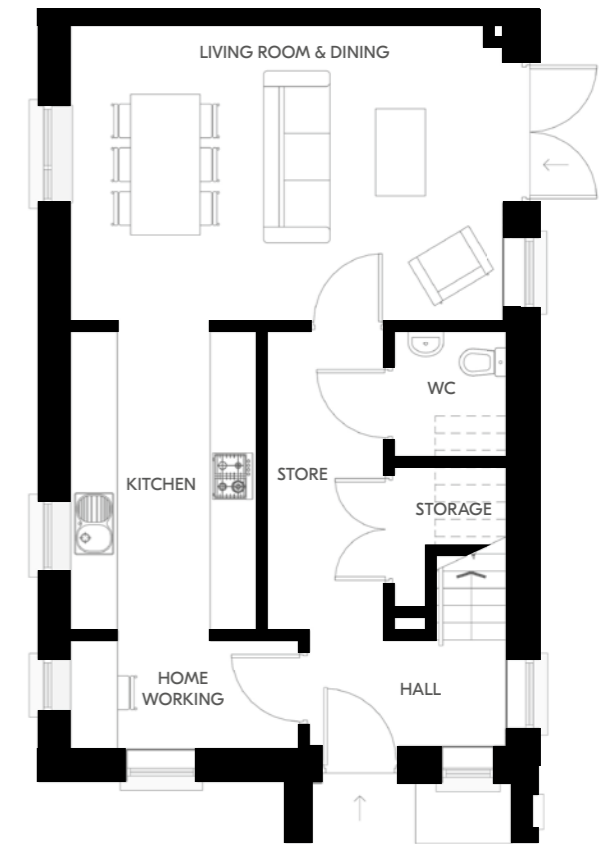 LIVING ROOM & DINING
WC
KITCHEN
STORE
STORAGE
HOME
WORKING
HALL